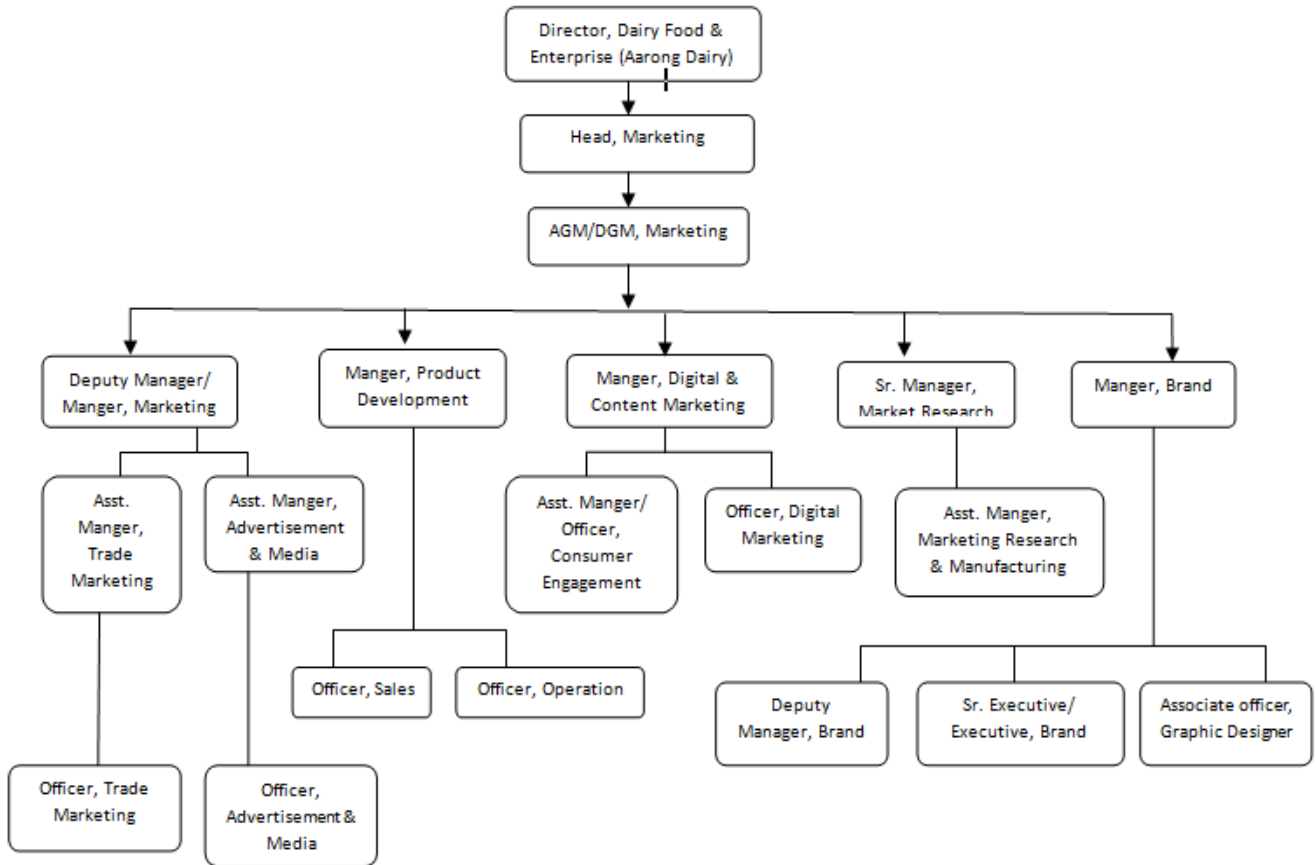 Director, Dairy Food &
Enterprise (Aarong Dairy)
Head, Marketing
AGM/DGM, Marketing
Deputy Manager/
Manger, Marketing
Manger, Product
Development
Manger, Digital &
Content Marketing
Sr. Manager,
Market Research
Manger, Brand
Asst.
Manger,
Trade
Marketing
Asst. Manger,
Advertisement
& Media
Asst. Manger/
Officer,
Consumer
Engagement
Officer, Digital
Marketing
Asst. Manger,
Marketing Research
& Manufacturing
Officer, Sales
Officer, Operation
Deputy
Manager, Brand
Sr. Executive/
Executive, Brand
Associate officer,
Graphic Designer
Officer, Trade
Marketing
Officer,
Advertisement&
Media